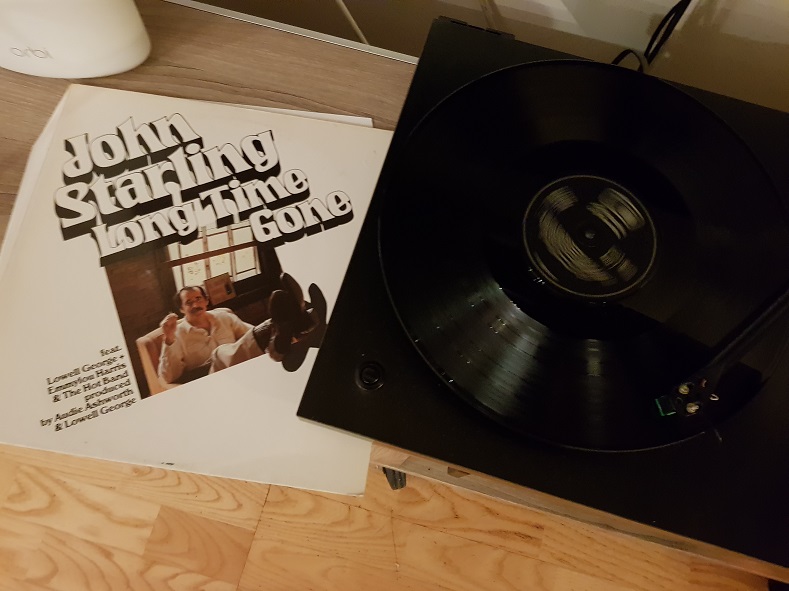 orbi
John
Starling
Long Time
Gone
feat.
Lowell George +
Emmylou Harris
& The Hot Band
produced
by Audie Ashworth
& Lowell George